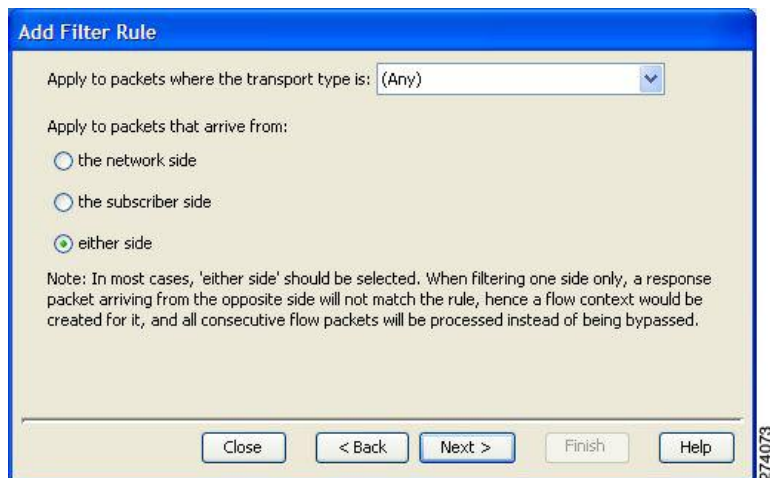 Add Filter Rule
Apply to packets where the transport type is: (Any)
Apply to packets that arrive from:
the network side
the subscriber side
either side
Note: In most cases, 'either side' should be selected. When filtering one side only, a response
packet arriving from the opposite side will not match the rule, hence a flow context would be
created for it, and all consecutive flow packets will be processed instead of being bypassed.
Close < Back Next > Finish Help
274073